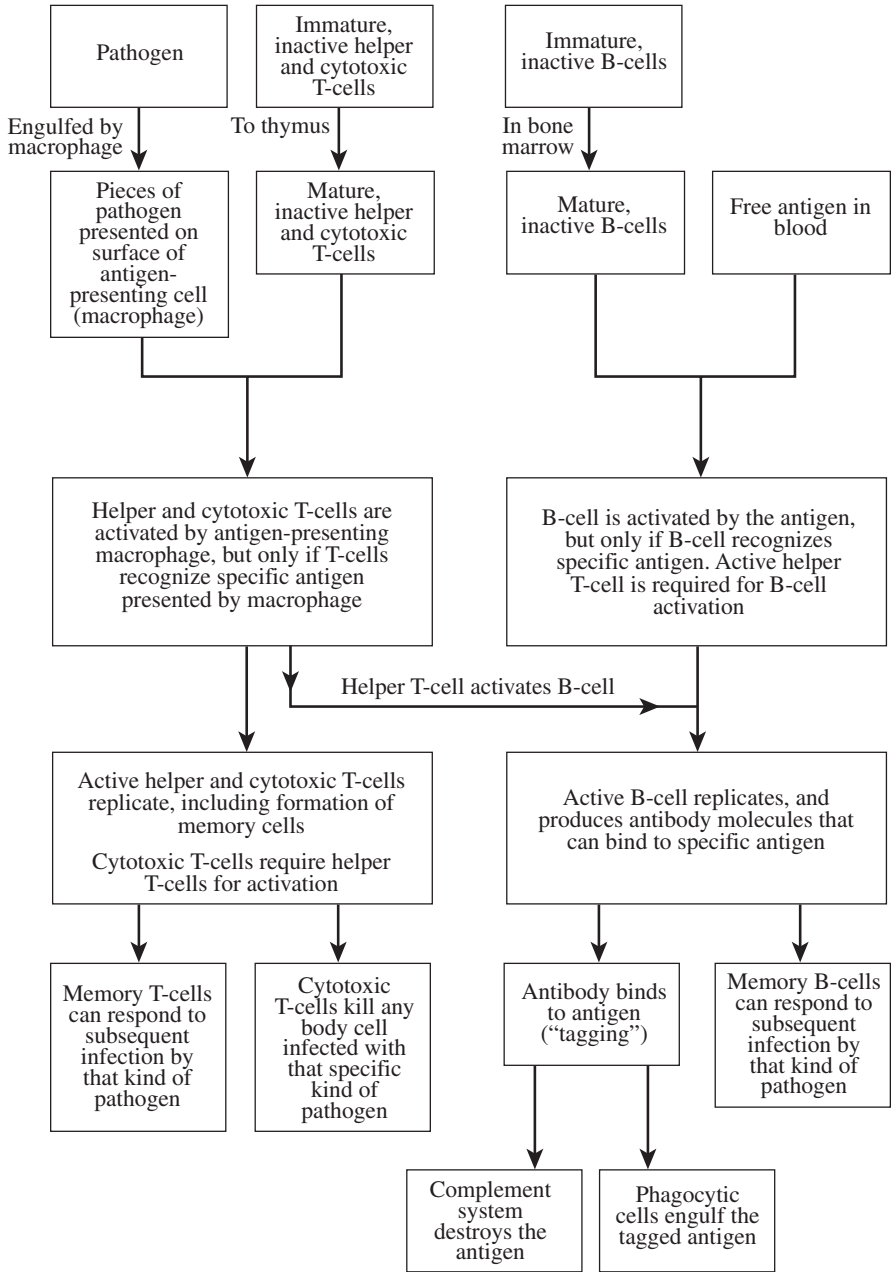 Pathogen
Immature,
inactive helper
and cytotoxic
T-cells
Immature,
inactive B-cells
Engulfed by
macrophage
To thymus
In bone
marrow
Pieces of
pathogen
presented on
surface of
antigen-
presenting cell
(macrophage)
Mature,
inactive helper
and cytotoxic
T-cells
Mature,
inactive B-cells
Free antigen in
blood
Helper and cytotoxic T-cells are
activated by antigen-presenting
macrophage, but only if T-cells
recognize specific antigen
presented by macrophage
B-cell is activated by the antigen,
but only if B-cell recognizes
specific antigen. Active helper
T-cell is required for B-cell
activation
Helper T-cell activates B-cell
Active helper and cytotoxic T-cells
replicate, including formation of
memory cells
Cytotoxic T-cells require helper
T-cells for activation
Active B-cell replicates, and
produces antibody molecules that
can bind to specific antigen
Memory T-cells
can respond to
subsequent
infection by
that kind of
pathogen
Cytotoxic
T-cells kill any
body cell
infected with
that specific
kind of
pathogen
Antibody binds
to antigen
(“tagging”)
Memory B-cells
can respond to
subsequent
infection by
that kind of
pathogen
Complement
system
destroys the
antigen
Phagocytic
cells engulf the
tagged antigen